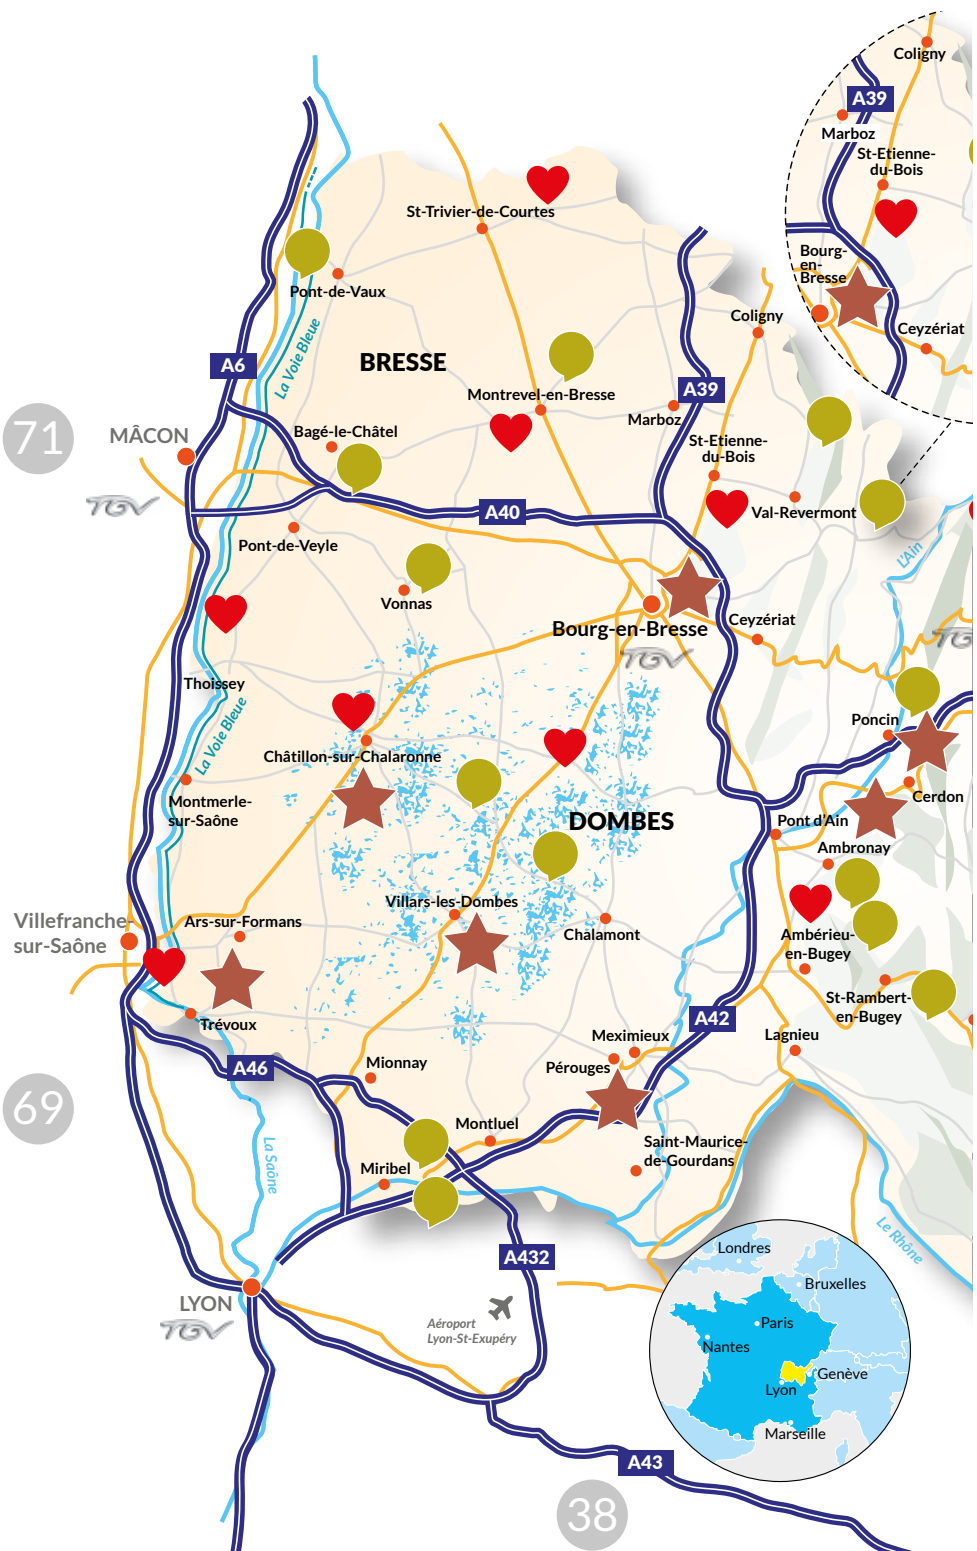 Coligny
A39
Marboz
St-Etienne-
du-Bois
Bourg-
en-
Bresse
Ceyzériat
St-Trivier-de-Courtes
Pont-de-Vaux
La Voie Bleue
Coligny
A6
BRESSE
A39
Montrevel-en-Bresse
Marboz
71
MÂCON
Bagé-le-Châtel
St-Etienne-
du-Bois
TGV
A40
Val-Revermont
Pont-de-Veyle
L'Ain
Vonnas
Bourg-en-Bresse
Ceyzériat
TGV
TG
Thoissey
La Voie Bleue
Poncin
Châtillon-sur-Chalaronne
Cerdon
Montmerle-
sur-Saône
DOMBES
Pont d'Ain
Ambronay
Villars-les-Dombes
Villefranche-
sur-Saône
Ars-sur-Formans
Chalamont
Ambérieu-
en-Bugey
St-Rambert-
en-Bugey
Trévoux
A42
Meximieux
Lagnieu
A46
Mionnay
Pérouges
69
Montluel
Saint-Maurice-
de-Gourdans
La Saône
Miribel
Le Rhône
A432
LYON
TGV
Aéroport
Lyon-St-Exupéry
Londres
Bruxelles
Paris
Nantes
Genève
Lyon
Marseille
A43
38